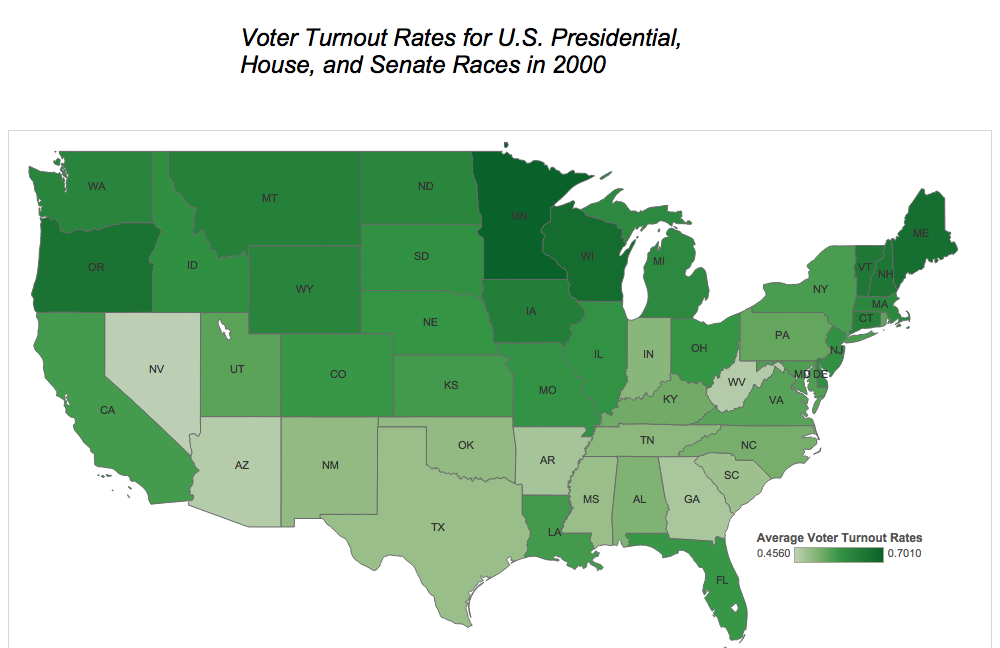 Voter Turnout Rates for U.S. Presidential,
House, and Senate Races in 2000
WA
MT
ND
MN
OR
ID
WY
SD
WI
MI
ME
VT
NH
NY
MA
CT
IA
NE
PA
NJ
NV
UT
CO
KS
MO
IL
IN
OH
WV
MD
DE
VA
KY
CA
AZ
NM
OK
AR
TN
NC
SC
TX
LA
MS
AL
GA
FL
Average Voter Turnout Rates
0.4560 0.7010